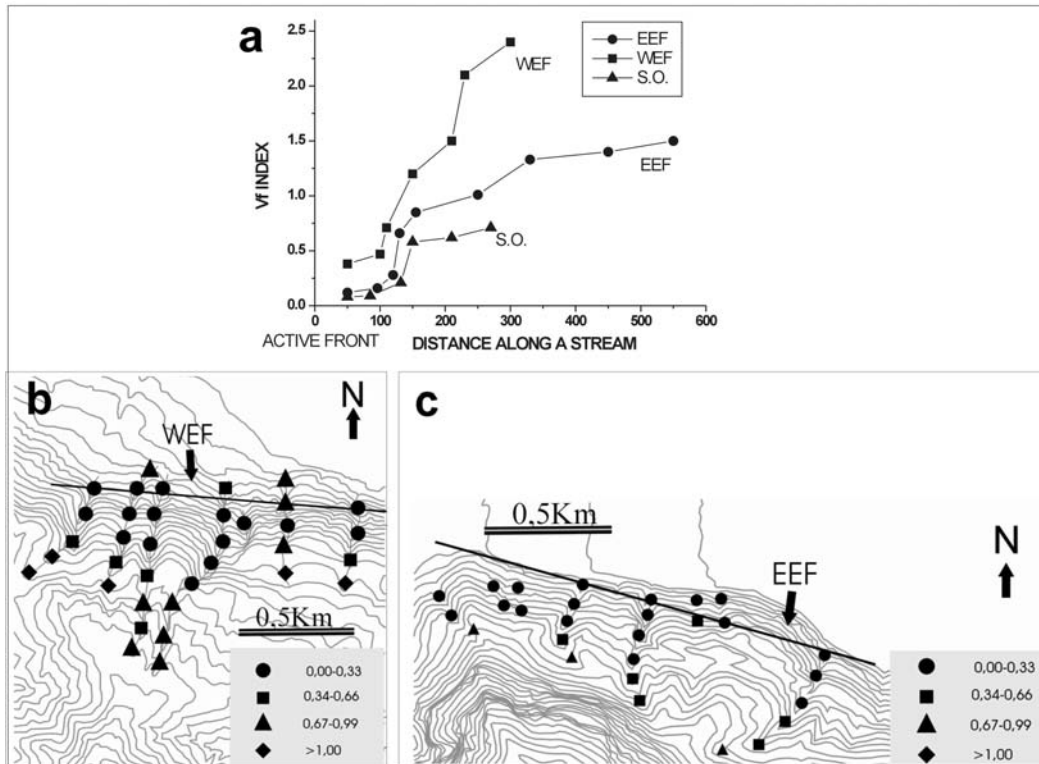 a
EEF
WEF
S.O.
WEF
EEF
S.O.
Vf INDEX
2.5
2.0
1.5
1.0
0.5
0.0
0 100 200 300 400 500 600
ACTIVE FRONT DISTANCE ALONG A STREAM
b
N
WEF
0,5Km
0,00-0,33
0,34-0,66
0,67-0,99
>1,00
c
0,5Km
N
EEF
0,00-0,33
0,34-0,66
0,67-0,99
>1,00